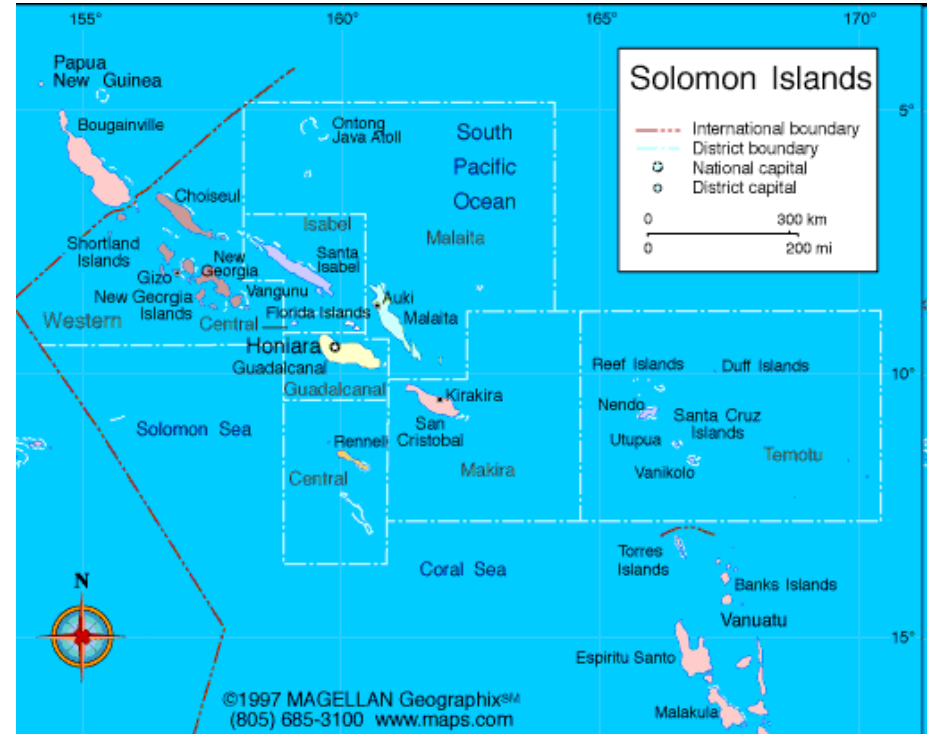 155°
160°
165°
170°
Papua
New Guinea
Solomon Islands
5°
Bougainville
Ontong
Java Atoll
South
Pacific
Ocean
International boundary
District boundary
National capital
District capital
0
300 km
0
200 mi
Choiseul
Isabel
Malaita
Shortland
Islands
New
Georgia
Santa
Isabel
Gizo
Vangunu
Auki
New Georgia
Islands
Florida Islands
Malaita
Western
Central
Honiara
Guadalcanal
Guadalcanal
Reef Islands
Duff Islands
10°
Kirakira
Nendo
Santa Cruz
Islands
San
Cristobal
Solomon Sea
Rennell
Utupua
Temotu
Makira
Vanikolo
Central
Torres
Islands
Coral Sea
N
Banks Islands
Vanuatu
15°
Espiritu Santo
Malakula
©1997 MAGELLAN Geographix℠
(805) 685-3100 www.maps.com